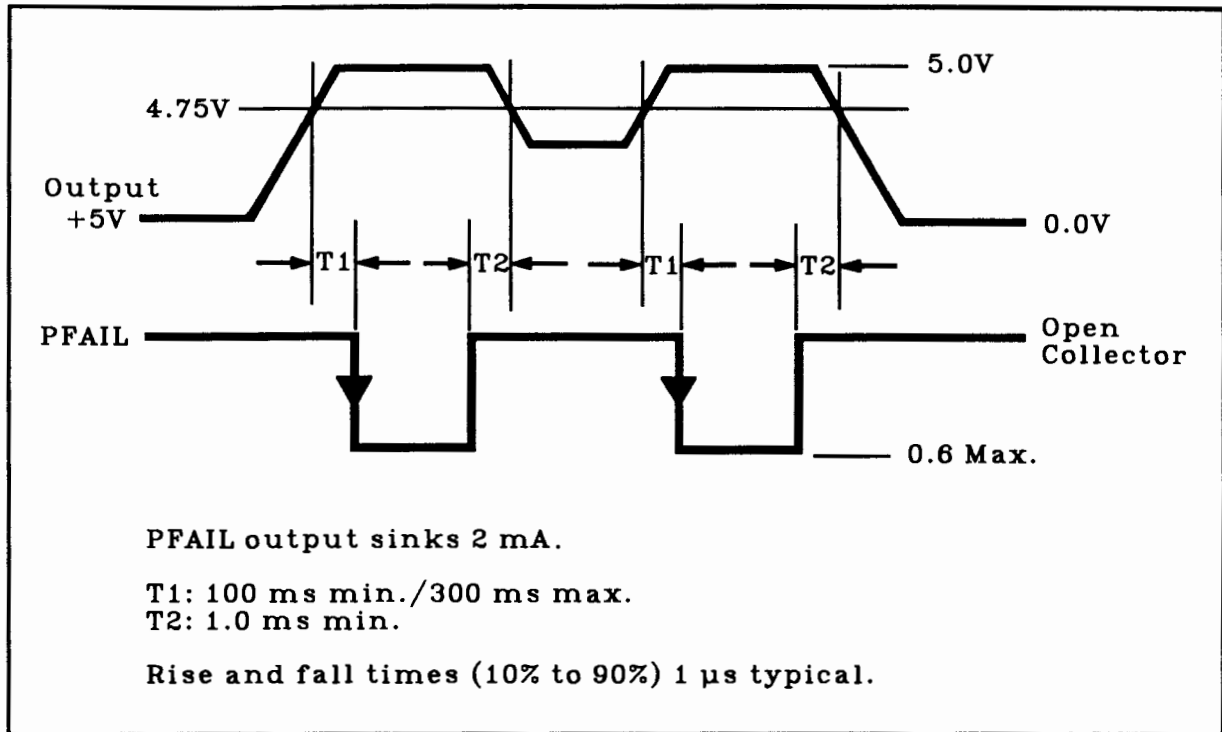 5.0V
4.75V
Output
+5V
0.0V
T1
T2
T1
T2
PFAIL
Open
Collector
0.6 Max.
PFAIL output sinks 2 mA.
T1: 100 ms min./300 ms max.
T2: 1.0 ms min.
Rise and fall times (10% to 90%) 1 µs typical.